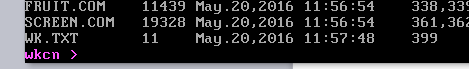 FRUIT.COM 11439 May.20,2016 11:56:54 338,339
SCREEN.COM 19328 May.20,2016 11:56:54 361,362
WK.TXT 11 May.20,2016 11:57:48 399
wkcn >